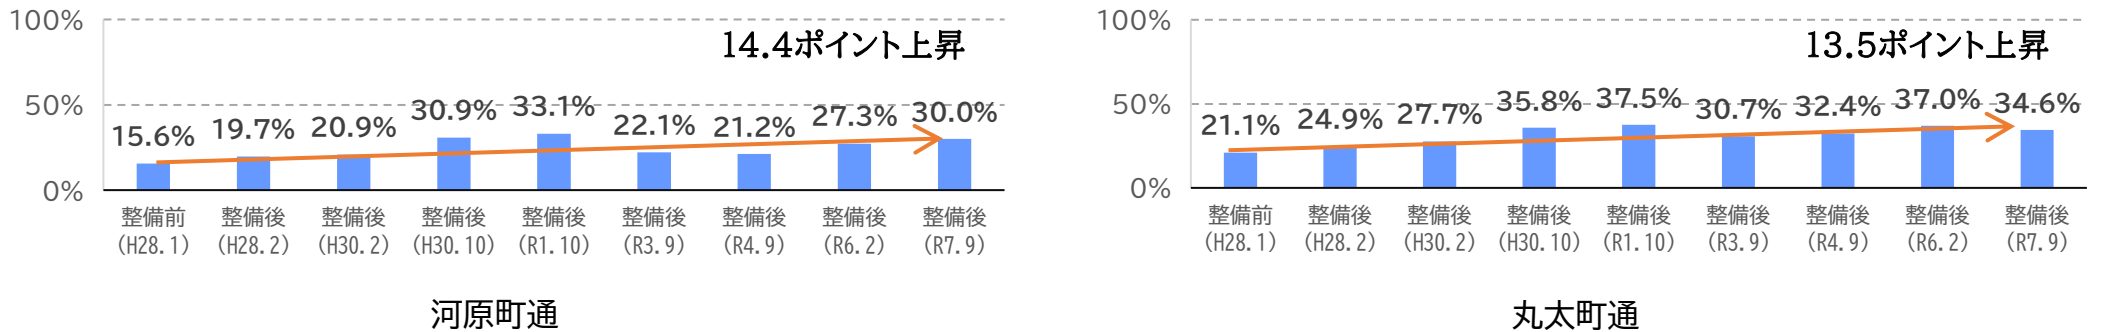 100%
14.4ポイント上昇
50%
15.6% 19.7% 20.9% 30.9% 33.1% 22.1% 21.2% 27.3% 30.0%
0%
整備前 整備後 整備後 整備後 整備後 整備後 整備後 整備後 整備後
(H28.1) (H28.2) (H30.2) (H30.10) (R1.10) (R3.9) (R4.9) (R6.2) (R7.9)
河原町通
100%
13.5ポイント上昇
50%
21.1% 24.9% 27.7% 35.8% 37.5% 30.7% 32.4% 37.0% 34.6%
0%
整備前 整備後 整備後 整備後 整備後 整備後 整備後 整備後 整備後
(H28.1) (H28.2) (H30.2) (H30.10) (R1.10) (R3.9) (R4.9) (R6.2) (R7.9)
丸太町通